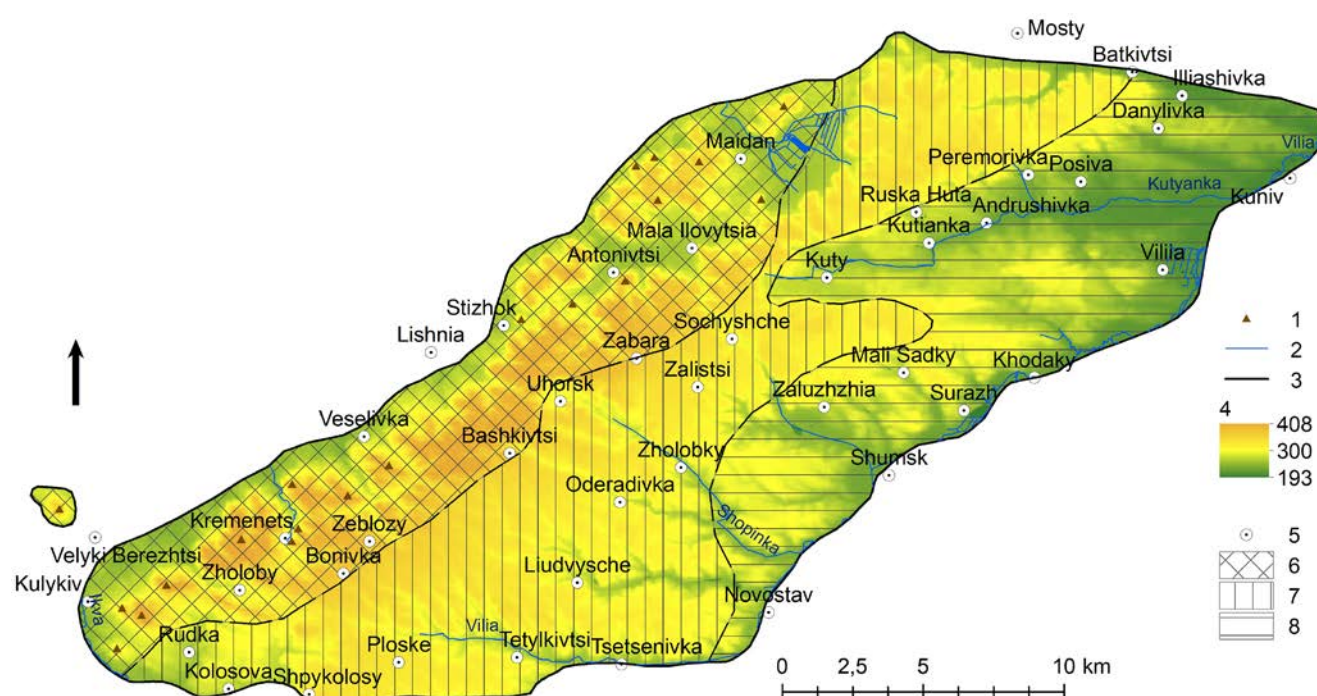 Mosty
Batkivtsi
Illiashivka
Danylivka
Maidan
Vilia
Peremorivka
Posiva
Kutyanka
Kuniv
Ruska Huta
Andrushivka
Mala Ilovytsia
Kutianka
Antonivtsi
Kuty
Viliia
Stizhok
Sochyshche
1
Lishnia
Zabara
Mali Sadky
Khodaky
2
Zalistsi
3
Uhorsk
Zaluzhzhia
Surazh
4
408
Veselivka
300
Bashkivtsi
Zholobky
Shumsk
193
Oderadivka
Kremenets
Zeblozy
Shopinka
5
Velyki Berezhtsi
Bonivka
6
Kulykiv
Zholoby
Liudvysche
Novostav
7
Ikva
Vilia
8
Rudka
Ploske
Tetylkivtsi
Tsetsenivka
Kolosova
Shpykolosy
0 2,5 5 10 km